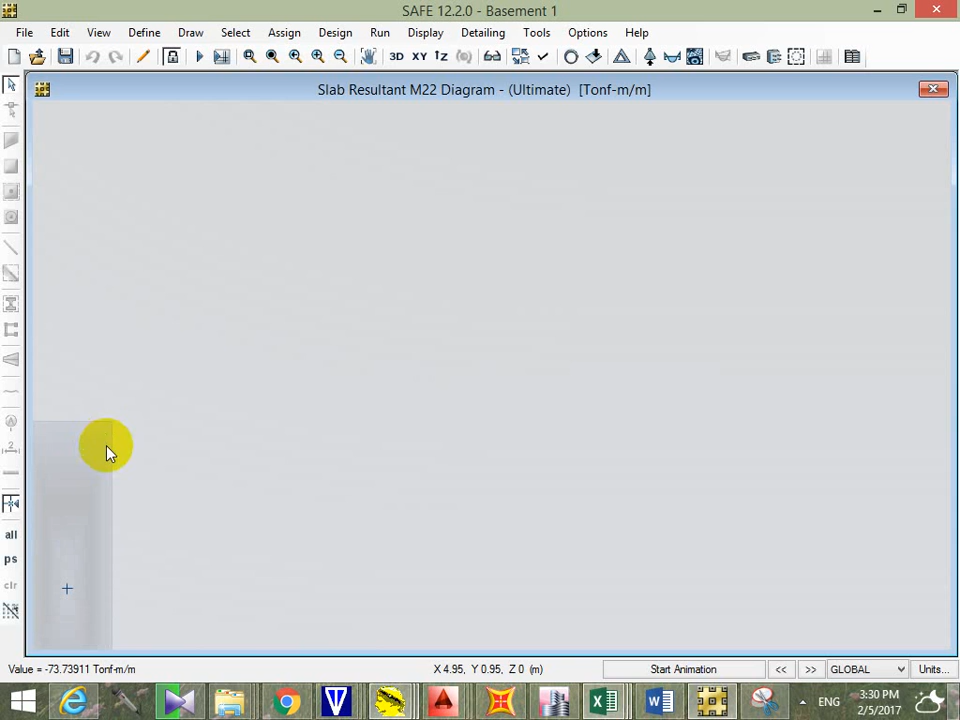 SAFE 12.2.0 - Basement 1
File Edit View Define Draw Select Assign Design Run Display Detailing Tools Options Help
3D XY
Slab Resultant M22 Diagram - (Ultimate) [Tonf-m/m]
2
all
ps
clr
Value = -73.73911 Tonf-m/m X 4.95, Y 0.95, Z 0 (m) Start Animation << >> GLOBAL Units...
ENG 3:30 PM
2/5/2017